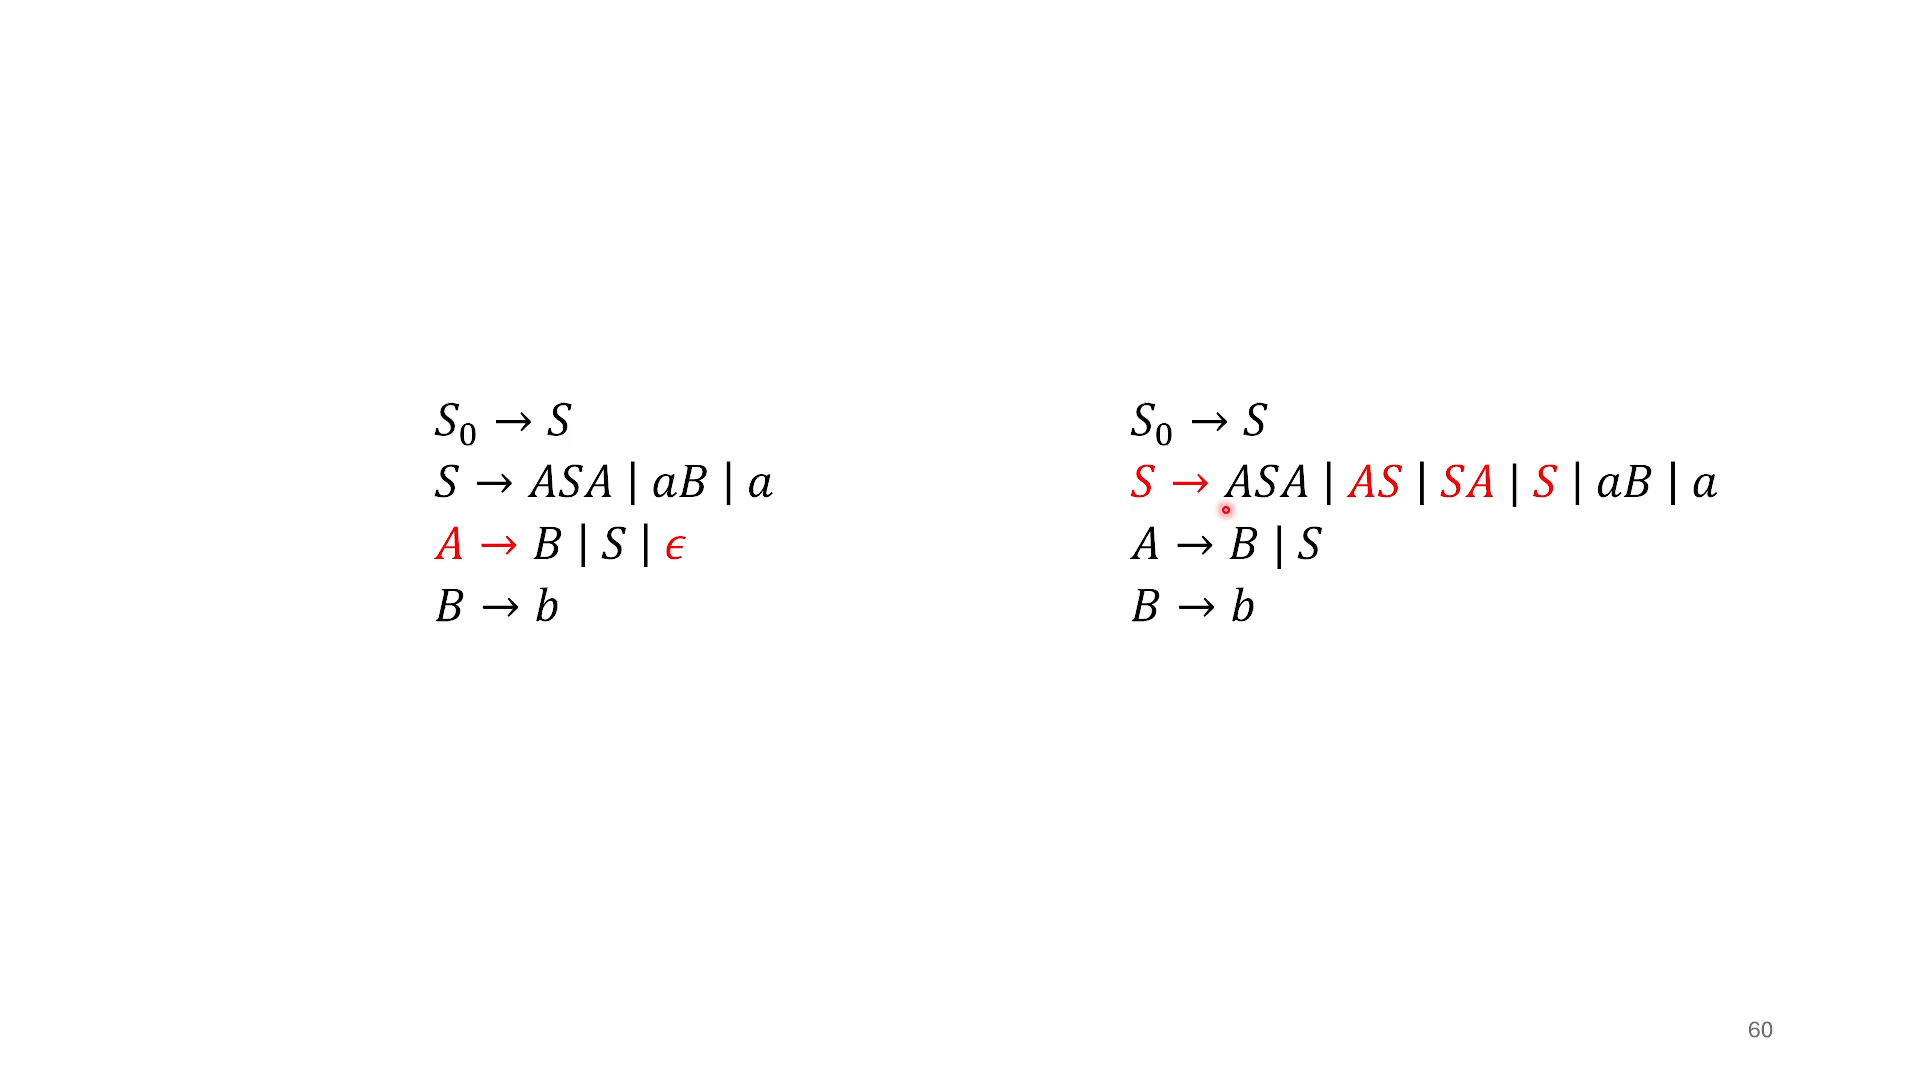 S₀ → S
S → ASA | aB | a
A → B | S | ϵ
B → b
S₀ → S
S → ASA | AS | SA | S | aB | a
A → B | S
B → b
60